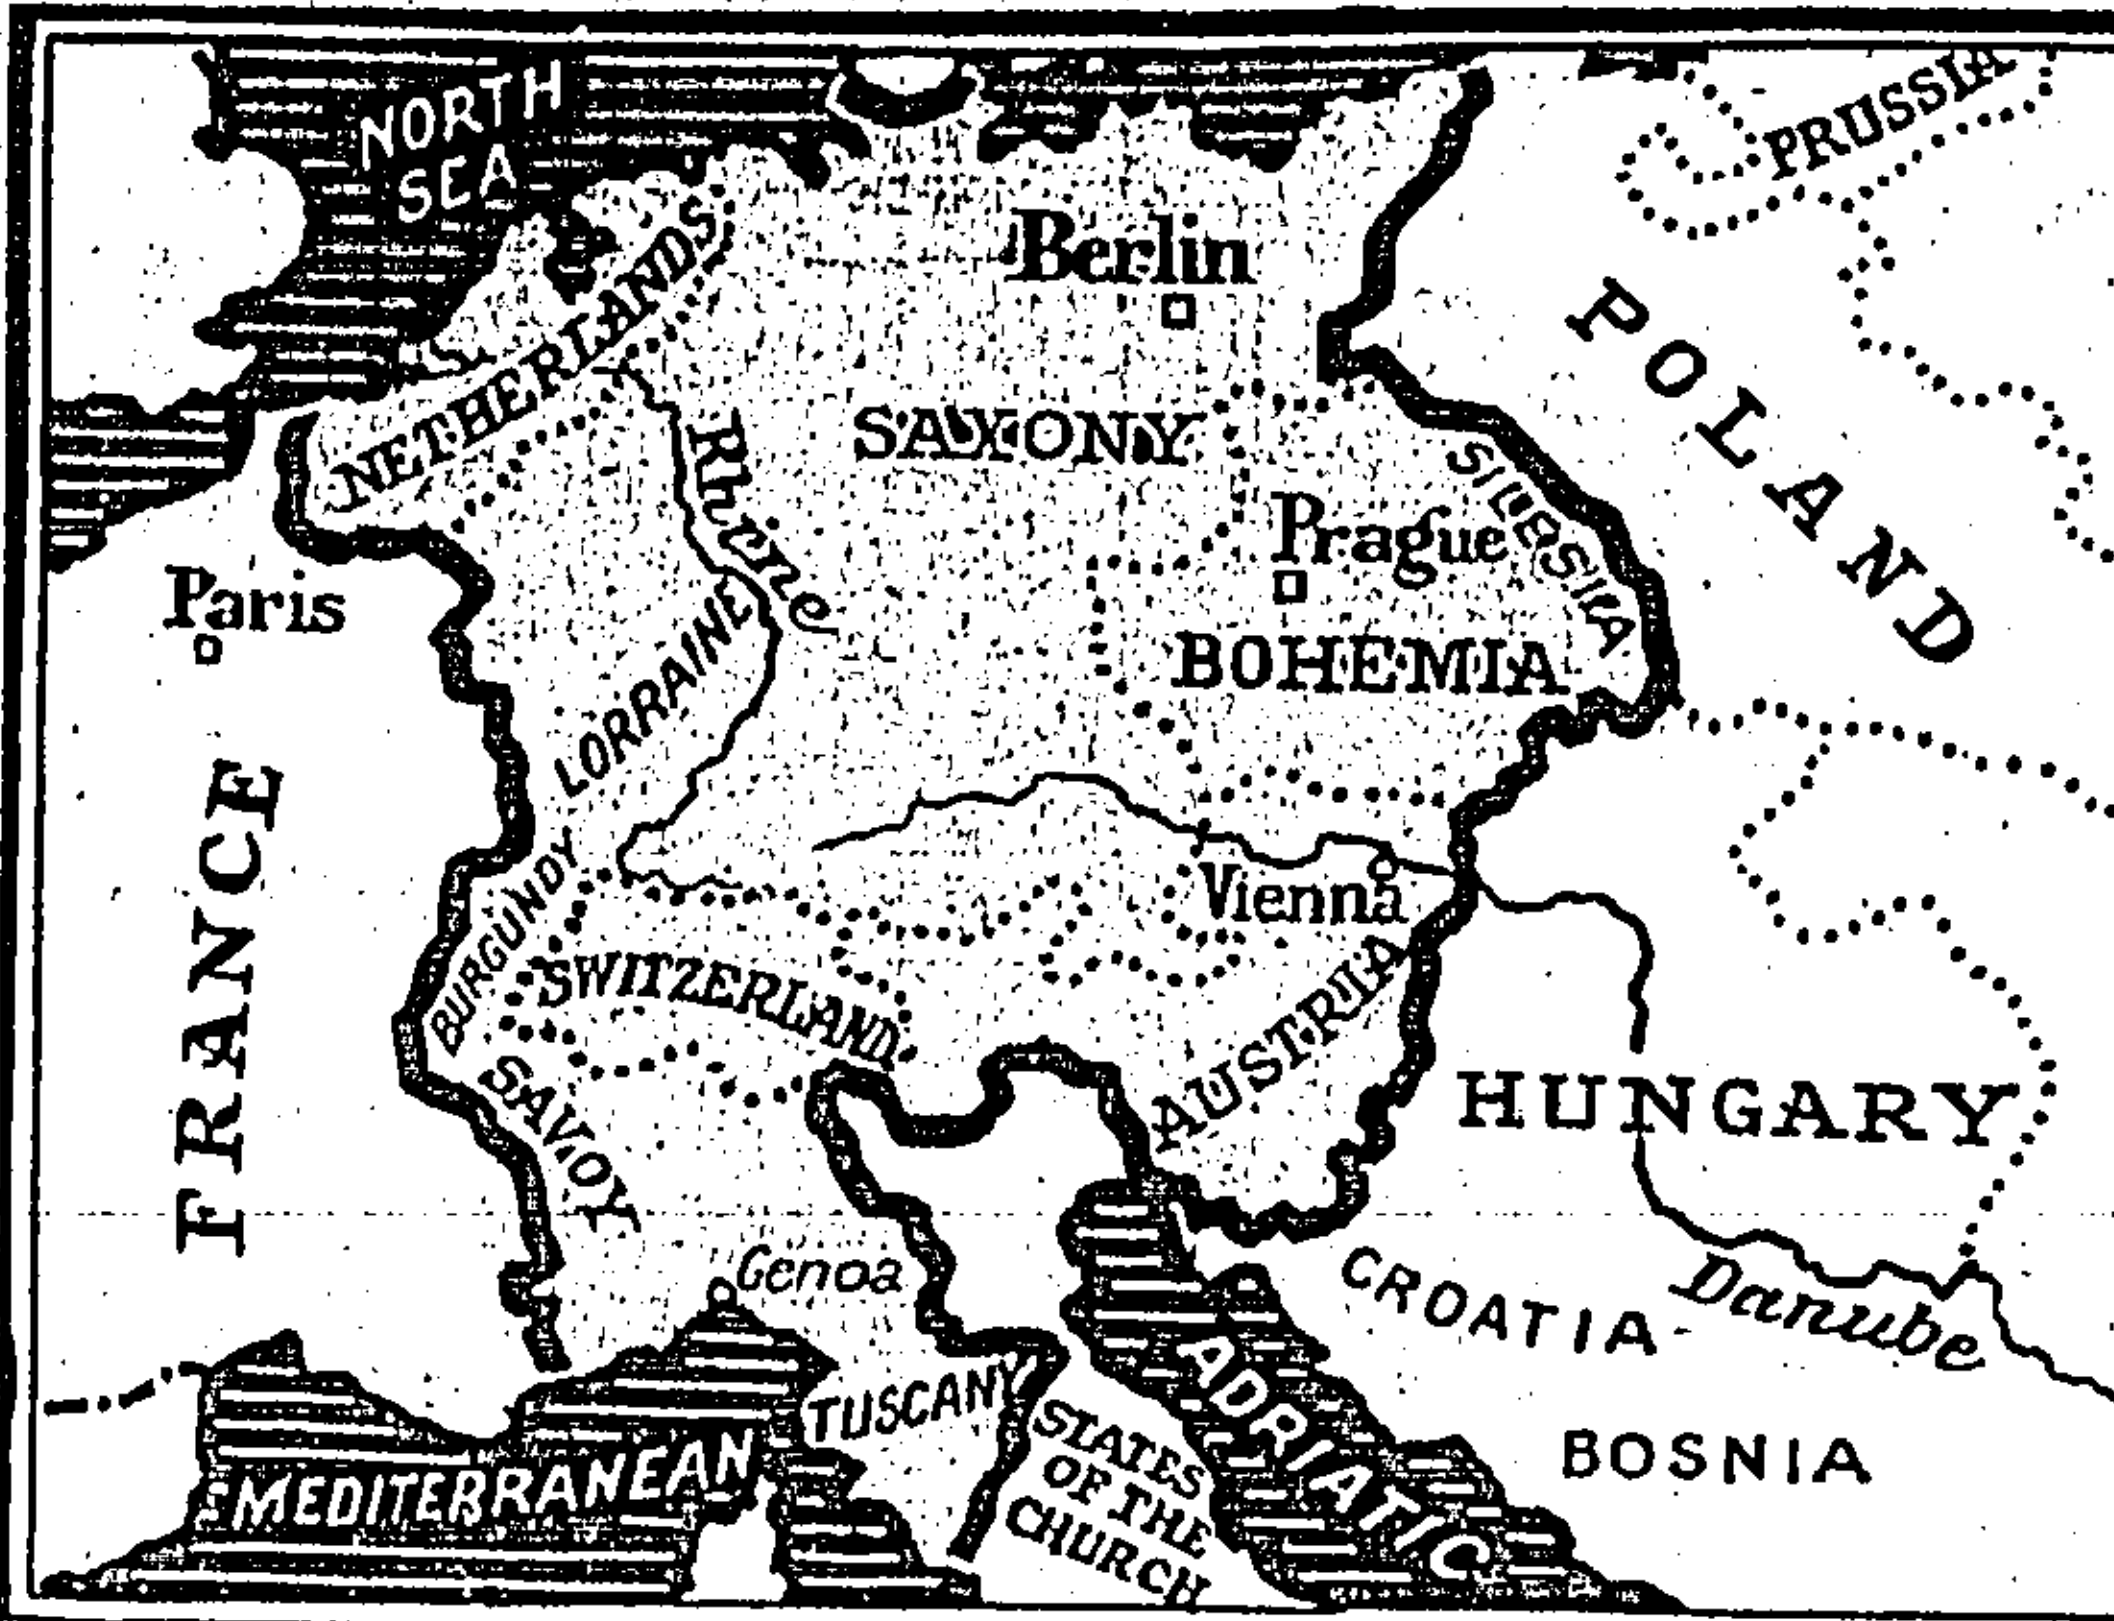 NORTH
SEA
PRUSSIA
Berlin
NETHERLANDS
POLAND
SAXONY
Rhine
SILESIA
Prague
Paris
BOHEMIA
LORRAINE
FRANCE
Vienna
BURGUNDY
SWITZERLAND
AUSTRIA
SAVOY
HUNGARY
Genoa
CROATIA
Danube
TUSCANY
ADRIATIC
STATES
OF THE
CHURCH
BOSNIA
MEDITERRANEAN